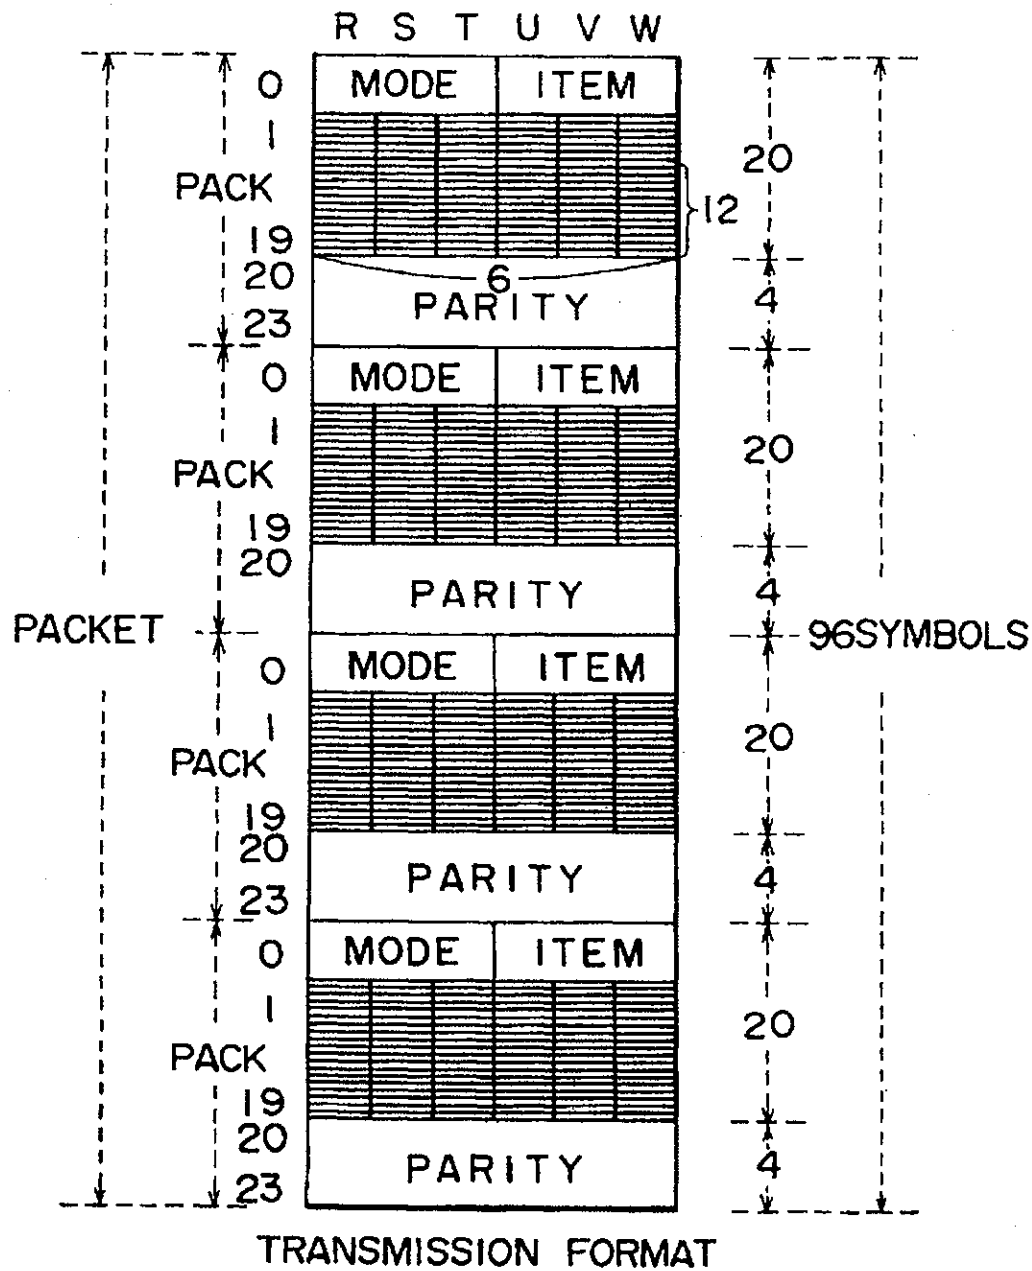 R S T U V W
0 MODE ITEM
1
20
PACK
12
19
20
6
4
PARITY
23
0 MODE ITEM
1
20
PACK
19
20
4
PARITY
PACKET
96SYMBOLS
0 MODE ITEM
1
20
PACK
19
20
4
PARITY
23
0 MODE ITEM
1
20
PACK
19
20
4
PARITY
23
TRANSMISSION FORMAT